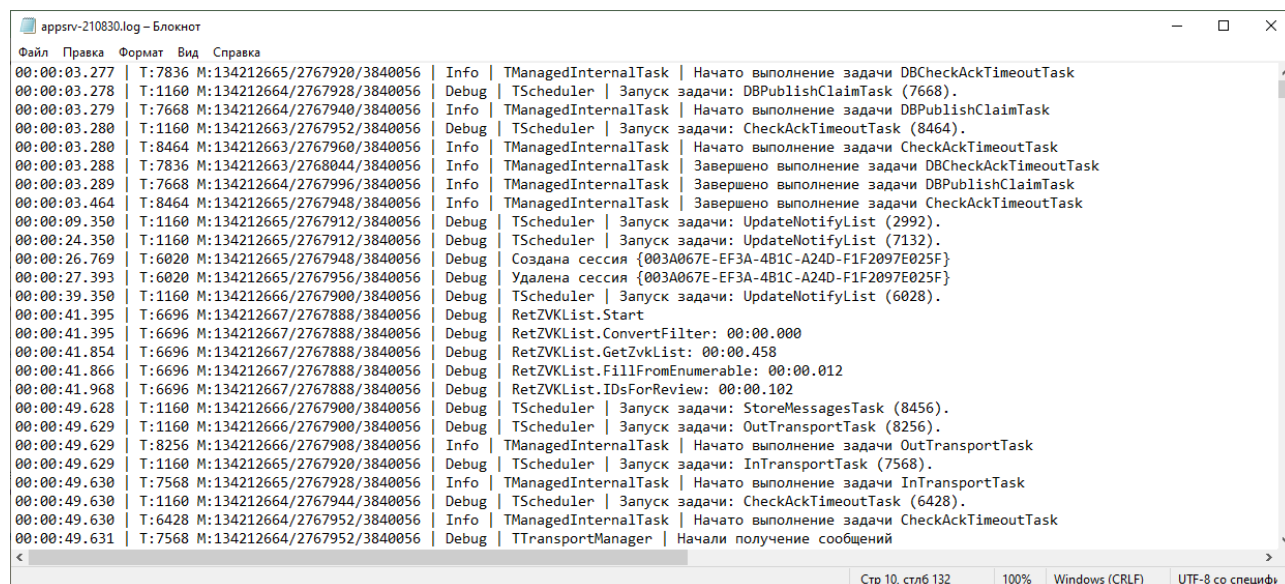 appsrv-210830.log – Блокнот
Файл Правка Формат Вид Справка
00:00:03.277 | T:7836 M:134212665/2767920/3840056 | Info | TManagedInternalTask | Начато выполнение задачи DBCheckAckTimeoutTask
00:00:03.278 | T:1160 M:134212664/2767928/3840056 | Debug | TScheduler | Запуск задачи: DBPublishClaimTask (7668).
00:00:03.279 | T:7668 M:134212664/2767940/3840056 | Info | TManagedInternalTask | Начато выполнение задачи DBPublishClaimTask
00:00:03.280 | T:1160 M:134212663/2767952/3840056 | Debug | TScheduler | Запуск задачи: CheckAckTimeoutTask (8464).
00:00:03.280 | T:8464 M:134212663/2767960/3840056 | Info | TManagedInternalTask | Начато выполнение задачи CheckAckTimeoutTask
00:00:03.288 | T:7836 M:134212663/2768044/3840056 | Info | TManagedInternalTask | Завершено выполнение задачи DBCheckAckTimeoutTask
00:00:03.289 | T:7668 M:134212664/2767996/3840056 | Info | TManagedInternalTask | Завершено выполнение задачи DBPublishClaimTask
00:00:03.464 | T:8464 M:134212665/2767948/3840056 | Info | TManagedInternalTask | Завершено выполнение задачи CheckAckTimeoutTask
00:00:09.350 | T:1160 M:134212665/2767912/3840056 | Debug | TScheduler | Запуск задачи: UpdateNotifyList (2992).
00:00:24.350 | T:1160 M:134212665/2767912/3840056 | Debug | TScheduler | Запуск задачи: UpdateNotifyList (7132).
00:00:26.769 | T:6020 M:134212665/2767948/3840056 | Debug | Создана сессия {003A067E-EF3A-4B1C-A24D-F1F2097E025F}
00:00:27.393 | T:6020 M:134212665/2767956/3840056 | Debug | Удалена сессия {003A067E-EF3A-4B1C-A24D-F1F2097E025F}
00:00:39.350 | T:1160 M:134212666/2767900/3840056 | Debug | TScheduler | Запуск задачи: UpdateNotifyList (6028).
00:00:41.395 | T:6696 M:134212667/2767888/3840056 | Debug | RetZVKList.Start
00:00:41.395 | T:6696 M:134212667/2767888/3840056 | Debug | RetZVKList.ConvertFilter: 00:00.000
00:00:41.854 | T:6696 M:134212667/2767888/3840056 | Debug | RetZVKList.GetZvkList: 00:00.458
00:00:41.866 | T:6696 M:134212667/2767888/3840056 | Debug | RetZVKList.FillFromEnumerable: 00:00.012
00:00:41.968 | T:6696 M:134212667/2767888/3840056 | Debug | RetZVKList.IDsForReview: 00:00.102
00:00:49.628 | T:1160 M:134212666/2767900/3840056 | Debug | TScheduler | Запуск задачи: StoreMessagesTask (8456).
00:00:49.629 | T:1160 M:134212666/2767900/3840056 | Debug | TScheduler | Запуск задачи: OutTransportTask (8256).
00:00:49.629 | T:8256 M:134212666/2767908/3840056 | Info | TManagedInternalTask | Начато выполнение задачи OutTransportTask
00:00:49.629 | T:1160 M:134212665/2767920/3840056 | Debug | TScheduler | Запуск задачи: InTransportTask (7568).
00:00:49.630 | T:7568 M:134212665/2767928/3840056 | Info | TManagedInternalTask | Начато выполнение задачи InTransportTask
00:00:49.630 | T:1160 M:134212664/2767944/3840056 | Debug | TScheduler | Запуск задачи: CheckAckTimeoutTask (6428).
00:00:49.630 | T:6428 M:134212664/2767952/3840056 | Info | TManagedInternalTask | Начато выполнение задачи CheckAckTimeoutTask
00:00:49.631 | T:7568 M:134212664/2767952/3840056 | Debug | TTransportManager | Начали получение сообщений
Стр 10, стлб 132 100% Windows (CRLF) UTF-8 со специфи